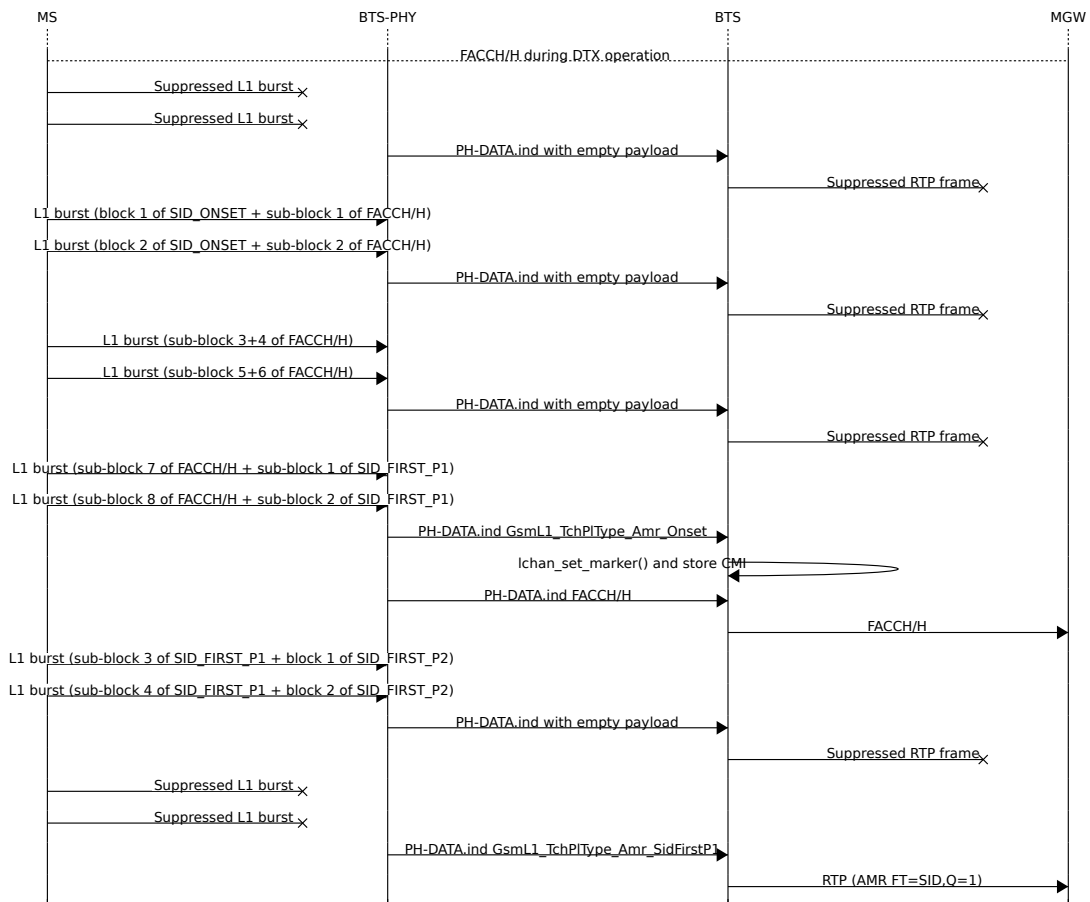 MS BTS-PHY BTS MGW
FACCH/H during DTX operation
Suppressed L1 burst
Suppressed L1 burst
PH-DATA.ind with empty payload
Suppressed RTP frame
L1 burst (block 1 of SID_ONSET + sub-block 1 of FACCH/H)
L1 burst (block 2 of SID_ONSET + sub-block 2 of FACCH/H)
PH-DATA.ind with empty payload
Suppressed RTP frame
L1 burst (sub-block 3+4 of FACCH/H)
L1 burst (sub-block 5+6 of FACCH/H)
PH-DATA.ind with empty payload
Suppressed RTP frame
L1 burst (sub-block 7 of FACCH/H + sub-block 1 of SID_FIRST_P1)
L1 burst (sub-block 8 of FACCH/H + sub-block 2 of SID_FIRST_P1)
PH-DATA.ind GsmL1_TchPlType_Amr_Onset
lchan_set_marker() and store CMI
PH-DATA.ind FACCH/H
FACCH/H
L1 burst (sub-block 3 of SID_FIRST_P1 + block 1 of SID_FIRST_P2)
L1 burst (sub-block 4 of SID_FIRST_P1 + block 2 of SID_FIRST_P2)
PH-DATA.ind with empty payload
Suppressed RTP frame
Suppressed L1 burst
Suppressed L1 burst
PH-DATA.ind GsmL1_TchPlType_Amr_SidFirstP1
RTP (AMR FT=SID,Q=1)